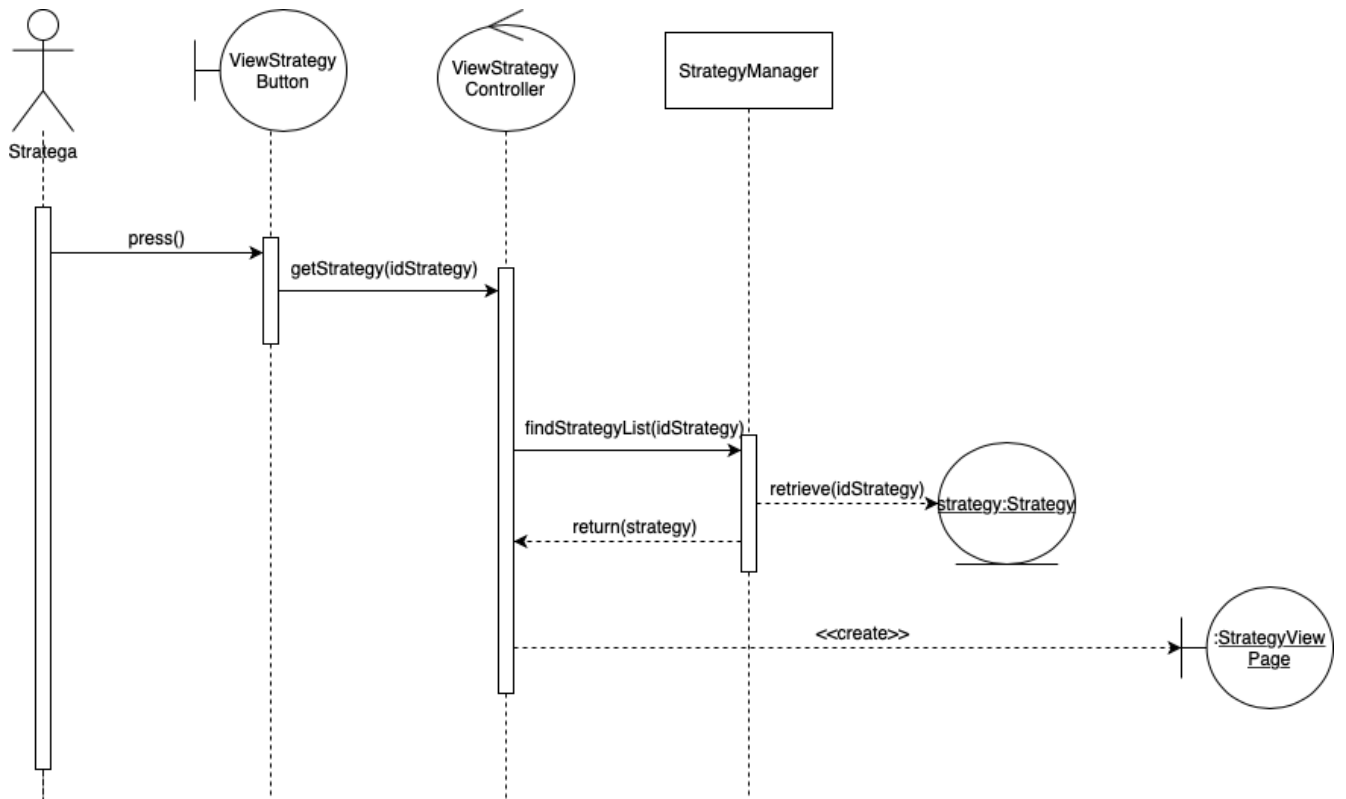 ViewStrategy
Button
ViewStrategy
Controller
StrategyManager
Stratega
press()
getStrategy(idStrategy)
findStrategyList(idStrategy)
retrieve(idStrategy)
strategy:Strategy
return(strategy)
<<create>>
:StrategyView
Page